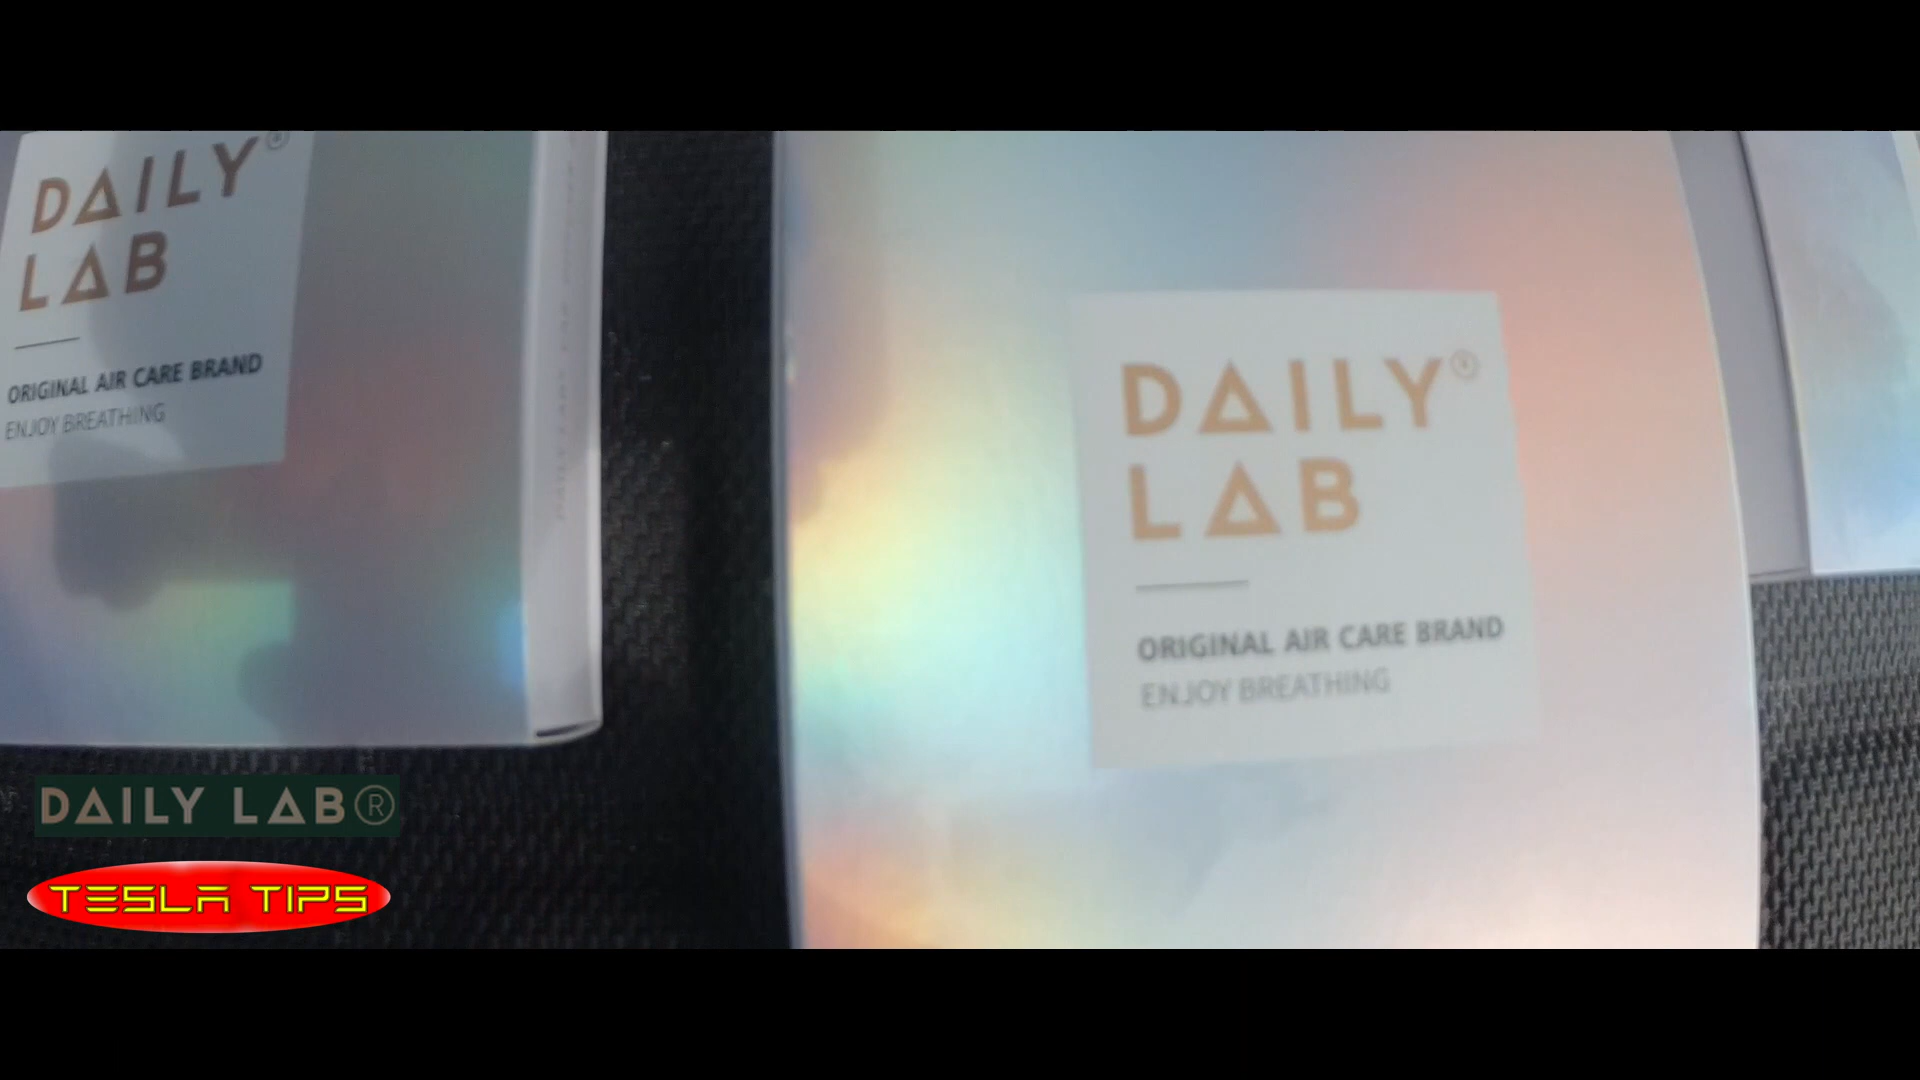 DAILY®
LAB
ORIGINAL AIR CARE BRAND
ENJOY BREATHING
DAILY®
LAB
ORIGINAL AIR CARE BRAND
ENJOY BREATHING
DAILY LAB®
TESLA TIPS